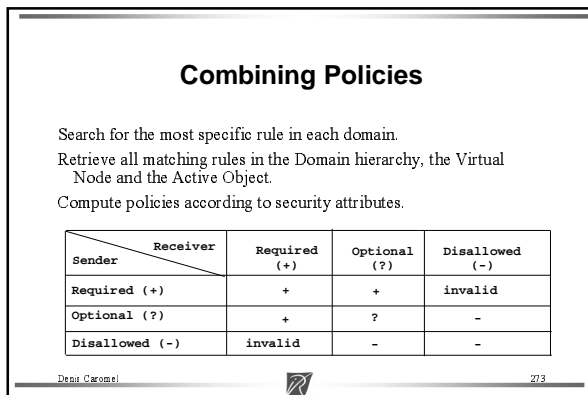 Combining Policies
Search for the most specific rule in each domain.
Retrieve all matching rules in the Domain hierarchy, the Virtual
Node and the Active Object.
Compute policies according to security attributes.
Receiver
Sender
Required (+)
Optional (?)
Disallowed (-)
Required (+) + + invalid
Optional (?) + ? -
Disallowed (-) invalid - -
Denis Caromel 273